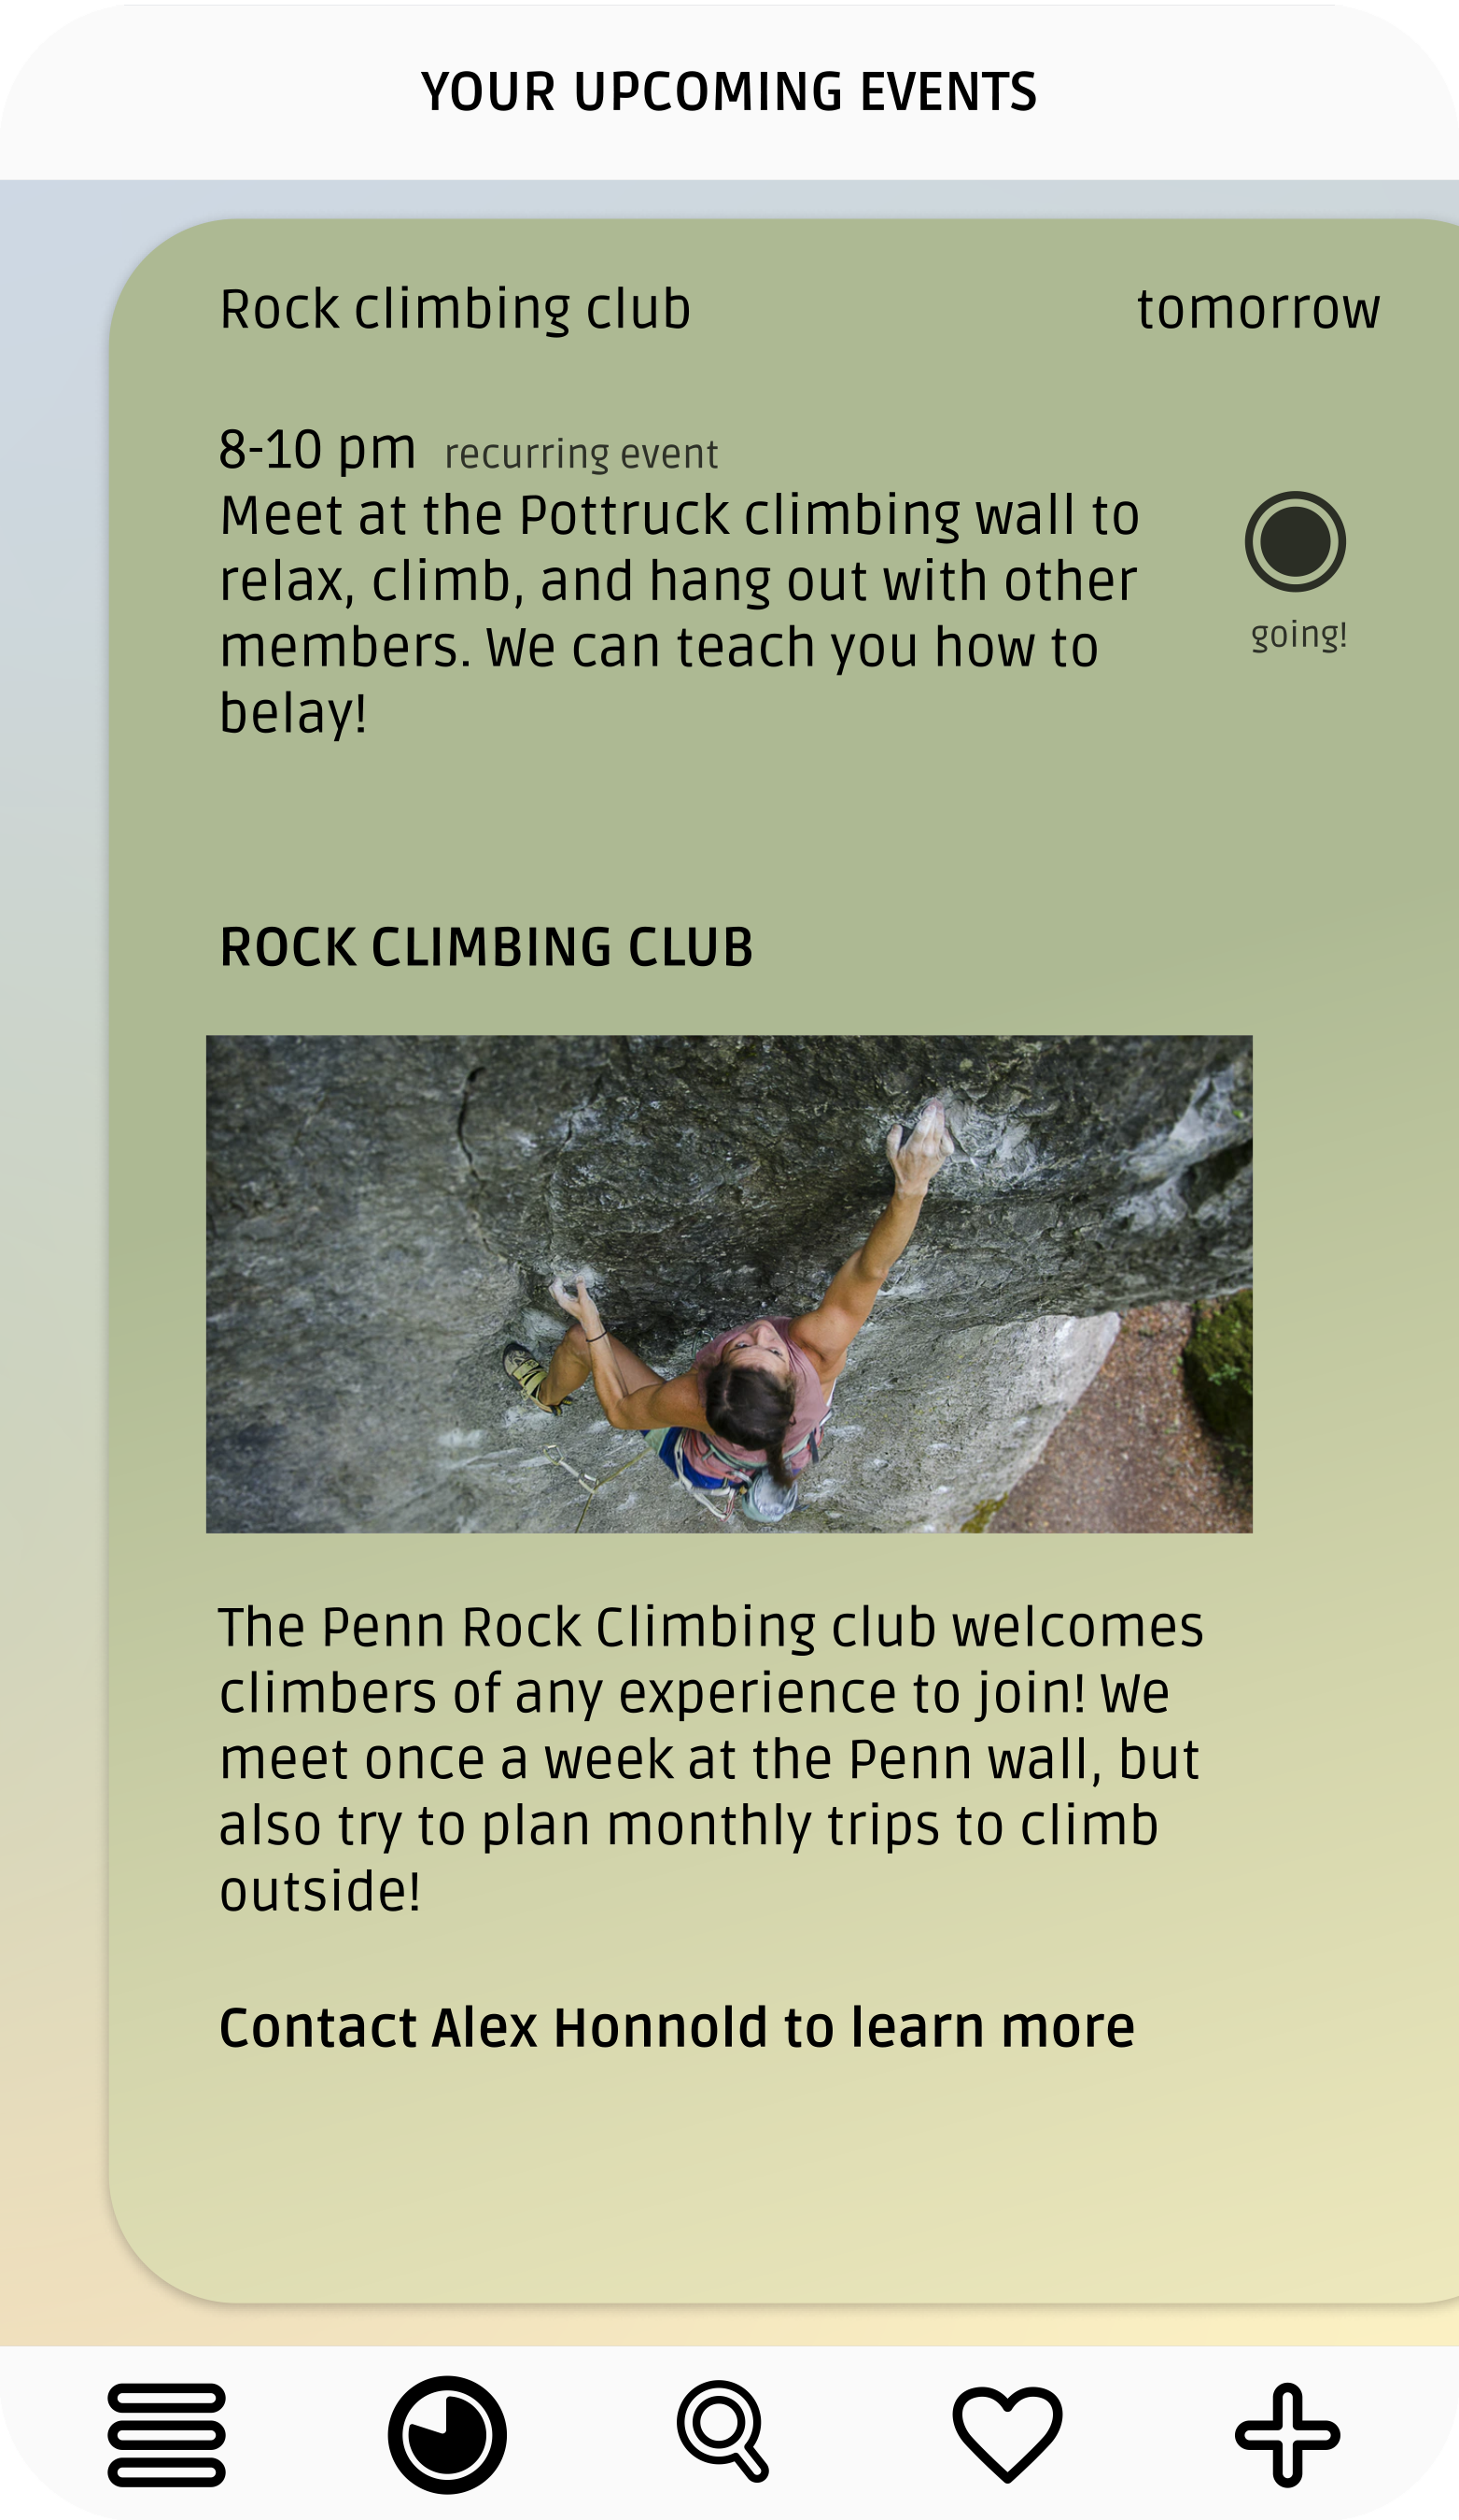 YOUR UPCOMING EVENTS
Rock climbing club tomorrow
8-10 pm recurring event
Meet at the Pottruck climbing wall to
relax, climb, and hang out with other
members. We can teach you how to
belay!
going!
ROCK CLIMBING CLUB
The Penn Rock Climbing club welcomes
climbers of any experience to join! We
meet once a week at the Penn wall, but
also try to plan monthly trips to climb
outside!
Contact Alex Honnold to learn more